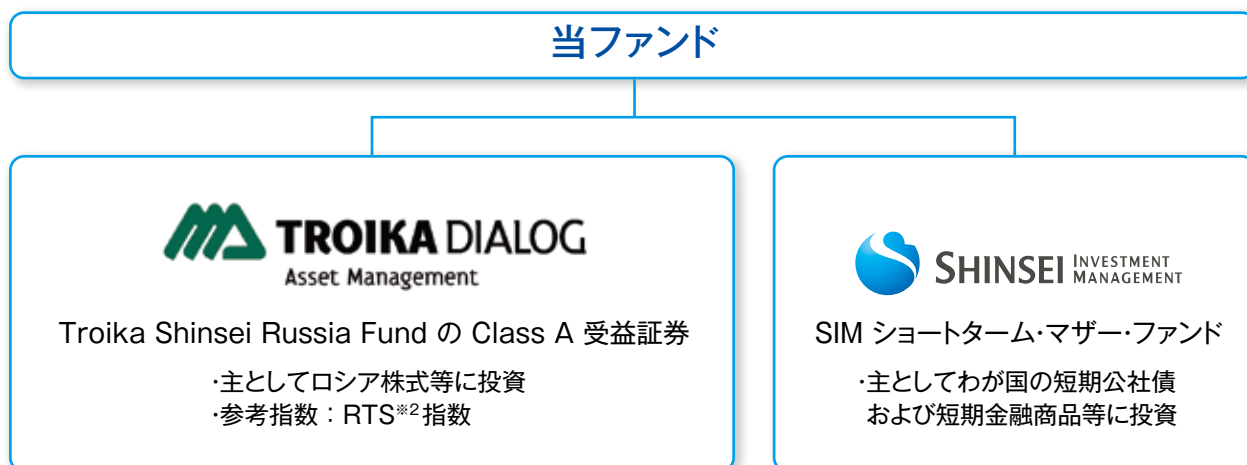 当ファンド
TROIKA DIALOG
Asset Management
Troika Shinsei Russia Fund の Class A 受益証券
・主としてロシア株式等に投資
・参考指数：RTS※2指数
SHINSEI INVESTMENT MANAGEMENT
SIM ショートターム・マザー・ファンド
・主としてわが国の短期公社債
および短期金融商品等に投資